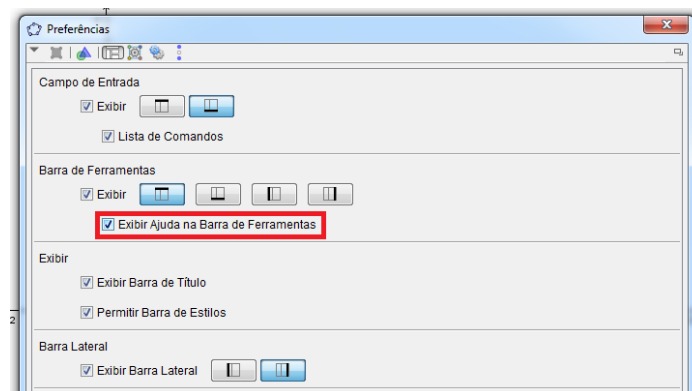 T
Preferências
Campo de Entrada
Exibir
Lista de Comandos
Barra de Ferramentas
Exibir
Exibir Ajuda na Barra de Ferramentas
Exibir
Exibir Barra de Título
Permitir Barra de Estilos
2
Barra Lateral
Exibir Barra Lateral